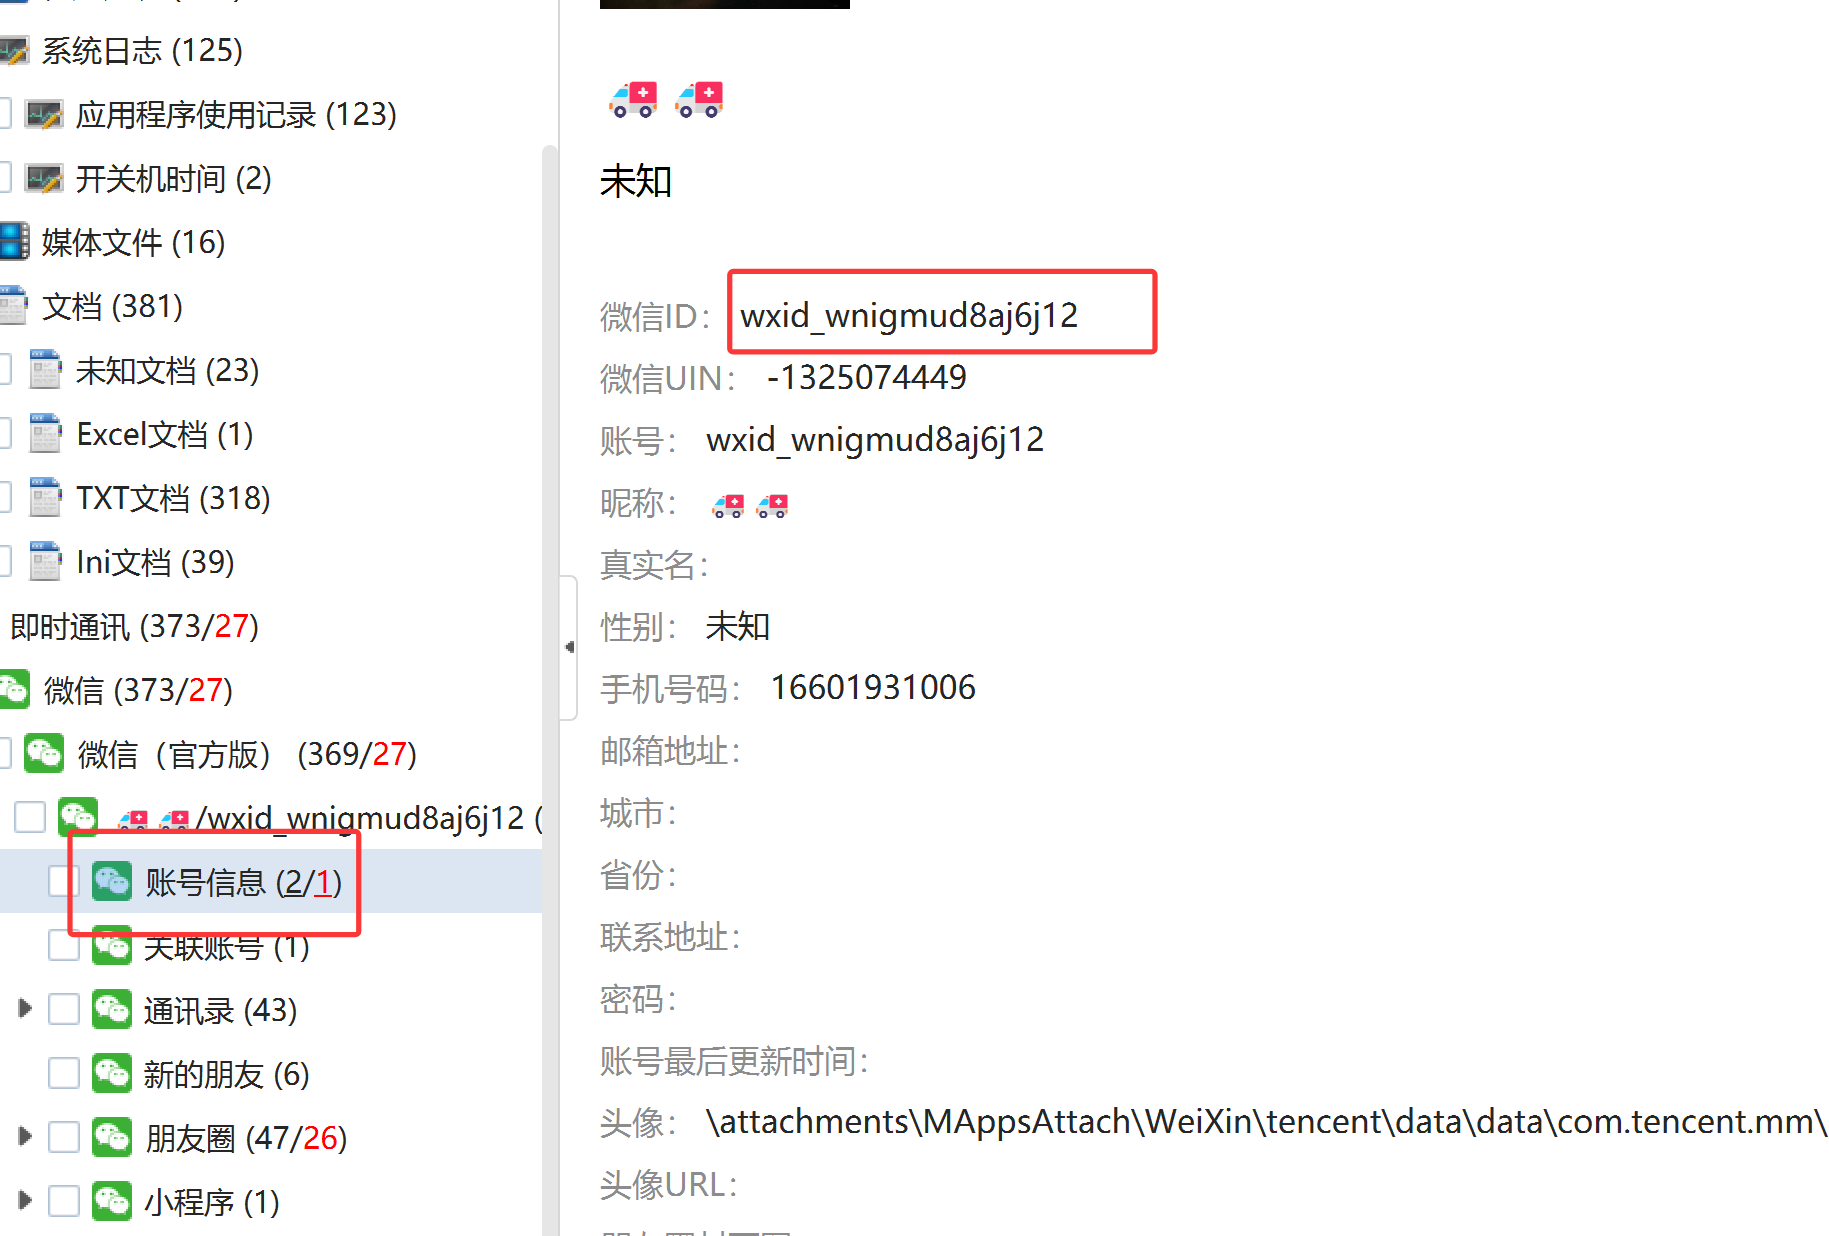 系统日志 (125)
应用程序使用记录 (123)
开关机时间 (2)
媒体文件 (16)
文档 (381)
未知文档 (23)
Excel文档 (1)
TXT文档 (318)
Ini文档 (39)
即时通讯 (373/27)
微信 (373/27)
微信（官方版） (369/27)
/wxid_wnigmud8aj6j12 (
账号信息 (2/1)
关联账号 (1)
通讯录 (43)
新的朋友 (6)
朋友圈 (47/26)
小程序 (1)
未知
微信ID： wxid_wnigmud8aj6j12
微信UIN： -1325074449
账号： wxid_wnigmud8aj6j12
昵称：
真实名：
性别： 未知
手机号码： 16601931006
邮箱地址：
城市：
省份：
联系地址：
密码：
账号最后更新时间：
头像： \attachments\MAppsAttach\WeiXin\tencent\data\data\com.tencent.mm\
头像URL：